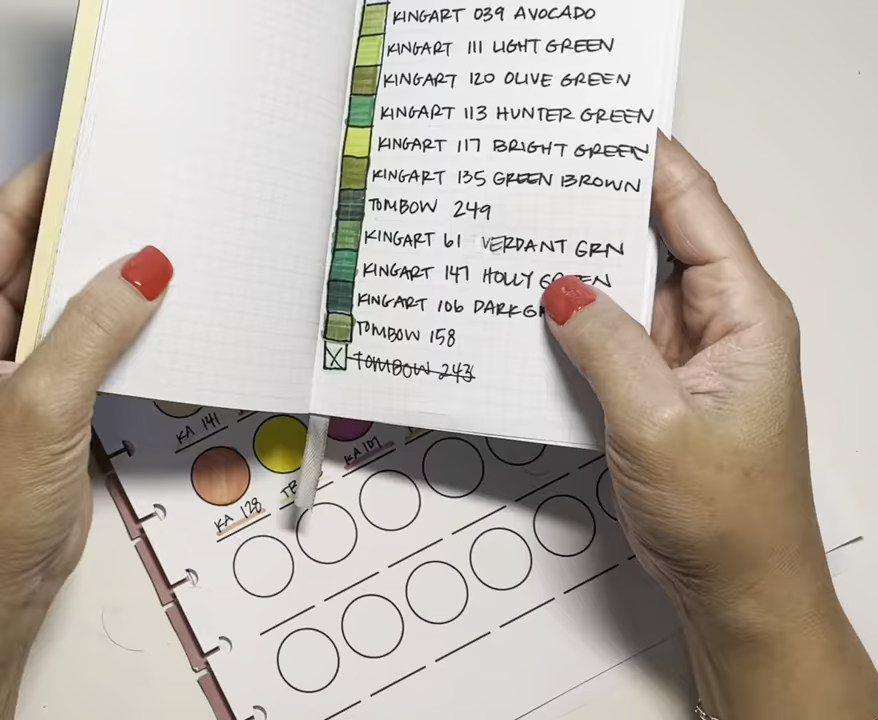 KINGART 039 AVOCADO
KINGART 111 LIGHT GREEN
KINGART 120 OLIVE GREEN
KINGART 113 HUNTER GREEN
KINGART 117 BRIGHT GREEN
KINGART 135 GREEN BROWN
TOMBOW 249
KINGART 61 VERDANT GRN
KINGART 147 HOLLY GREEN
KINGART 106 DARK G
TOMBOW 158
TOMBOW 243
KA 141
KA 107
KA 128
TB